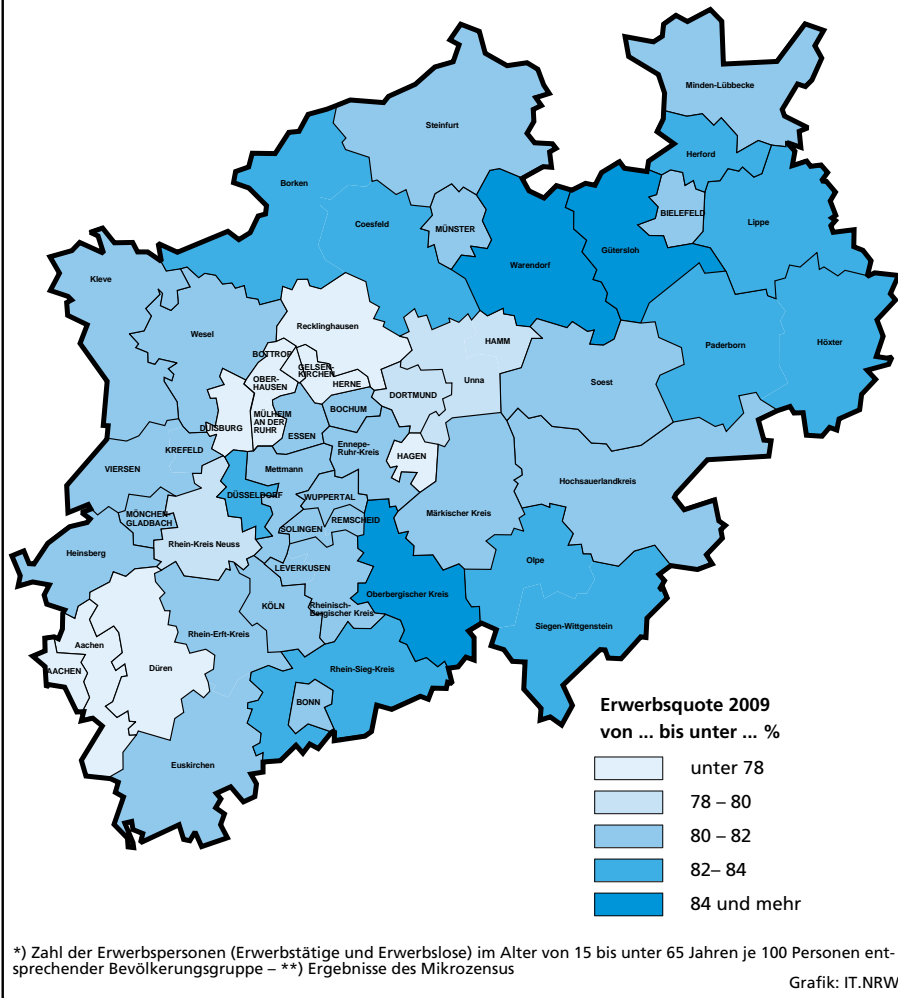 Minden-Lübbecke
Steinfurt
Herford
Borken
BIELEFELD
Lippe
Coesfeld
MÜNSTER
Gütersloh
Warendorf
Kleve
Recklinghausen
Wesel
HAMM
Paderborn
Höxter
BOTTROP
GELSEN-
KIRCHEN
OBER-
HAUSEN
HERNE
Unna
Soest
DORTMUND
BOCHUM
MÜLHEIM
AN DER
RUHR
DUISBURG
ESSEN
Ennepe-
Ruhr-Kreis
KREFELD
HAGEN
VIERSEN
Mettmann
Hochsauerlandkreis
DÜSSELDORF
WUPPERTAL
MÖNCHEN-
GLADBACH
REMSCHEID
Märkischer Kreis
SOLINGEN
Rhein-Kreis Neuss
Heinsberg
Olpe
LEVERKUSEN
Oberbergischer Kreis
KÖLN
Rheinisch-
Bergischer Kreis
Rhein-Erft-Kreis
Siegen-Wittgenstein
Aachen
AACHEN
Düren
Rhein-Sieg-Kreis
BONN
Euskirchen
Erwerbsquote 2009
von ... bis unter ... %
unter 78
78 – 80
80 – 82
82– 84
84 und mehr
*) Zahl der Erwerbspersonen (Erwerbstätige und Erwerbslose) im Alter von 15 bis unter 65 Jahren je 100 Personen ent-
sprechender Bevölkerungsgruppe – **) Ergebnisse des Mikrozensus
Grafik: IT.NRW